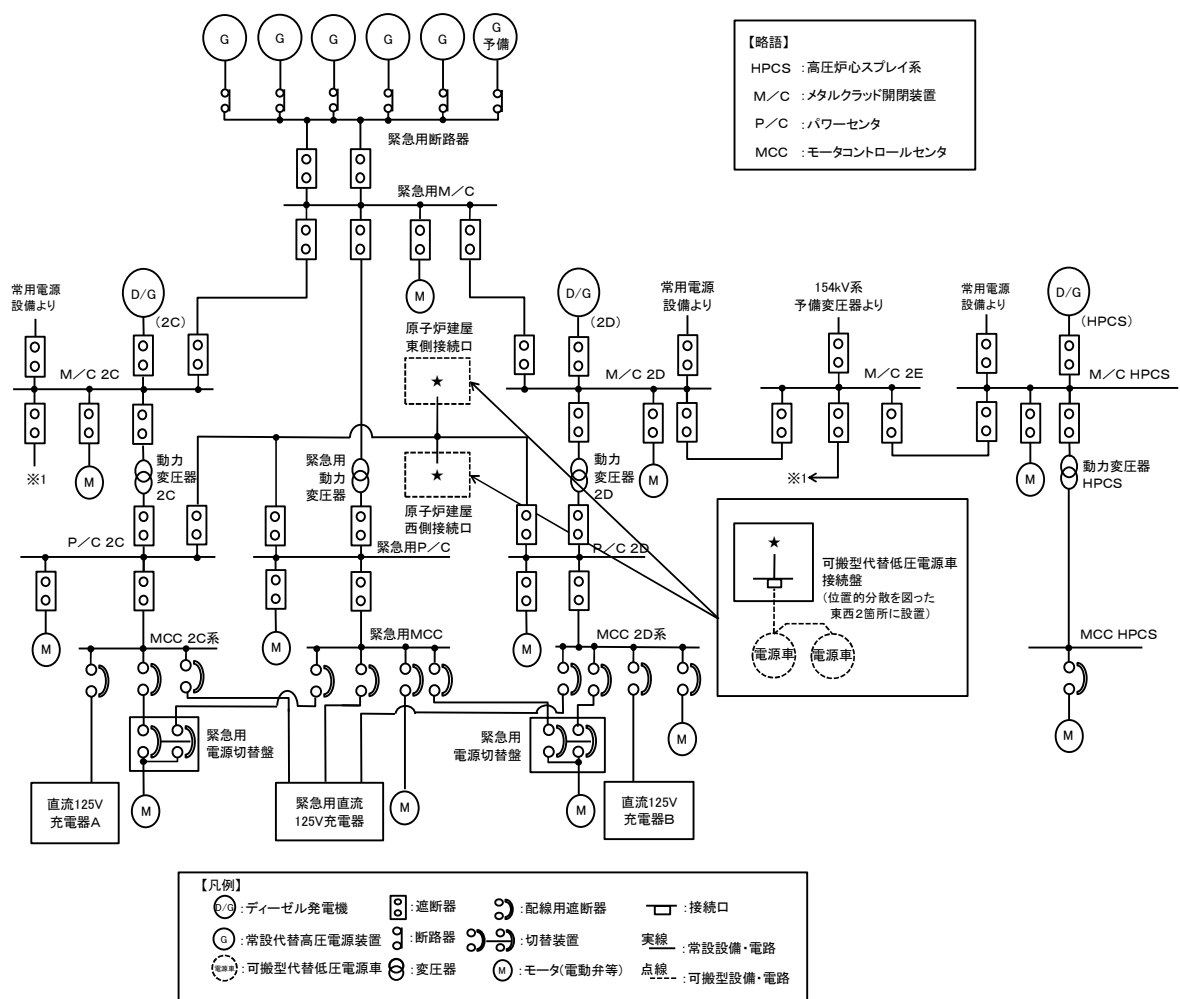 G
G
G
G
G
G
予備
緊急用断路器
緊急用M/C
【略語】
HPCS :高圧炉心スプレイ系
M/C :メタルクラッド開閉装置
P/C :パワーセンタ
MCC :モータコントロールセンタ
常用電源
設備より
D/G
(2C)
M
原子炉建屋
東側接続口
★
D/G
(2D)
常用電源
設備より
154kV系
予備変圧器より
常用電源
設備より
D/G
(HPCS)
M/C 2C
M/C 2D
M/C 2E
M/C HPCS
※1
M
動力
変圧器
2C
緊急用
動力
変圧器
★
原子炉建屋
西側接続口
動力
変圧器
2D
M
※1
M
動力変圧器
HPCS
P/C 2C
緊急用P/C
P/C 2D
★
可搬型代替低圧電源車
接続盤
(位置的分散を図った
東西2箇所に設置)
電源車
電源車
M
M
M
MCC 2C系
緊急用MCC
MCC 2D系
MCC HPCS
緊急用
電源切替盤
緊急用
電源切替盤
M
M
直流125V
充電器A
M
緊急用直流
125V充電器
M
M
直流125V
充電器B
【凡例】
D/G :ディーゼル発電機
:遮断器
:配線用遮断器
:接続口
G :常設代替高圧電源装置
:断路器
:切替装置
実線
:常設設備・電路
電源車 :可搬型代替低圧電源車
:変圧器
M :モータ(電動弁等)
点線
:可搬型設備・電路